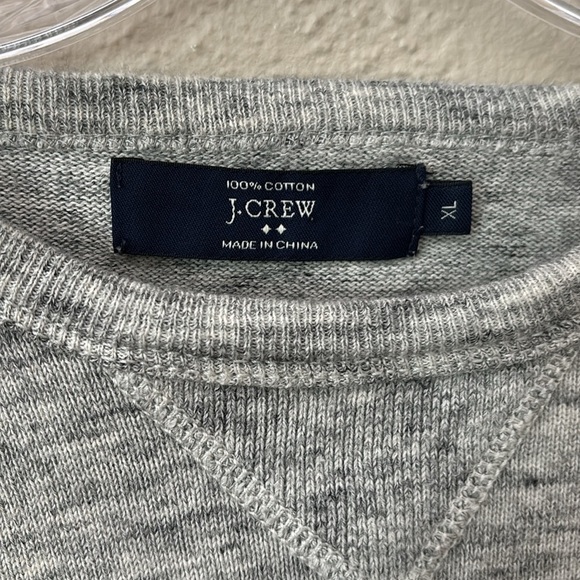 100% COTTON
J.CREW
MADE IN CHINA
XL